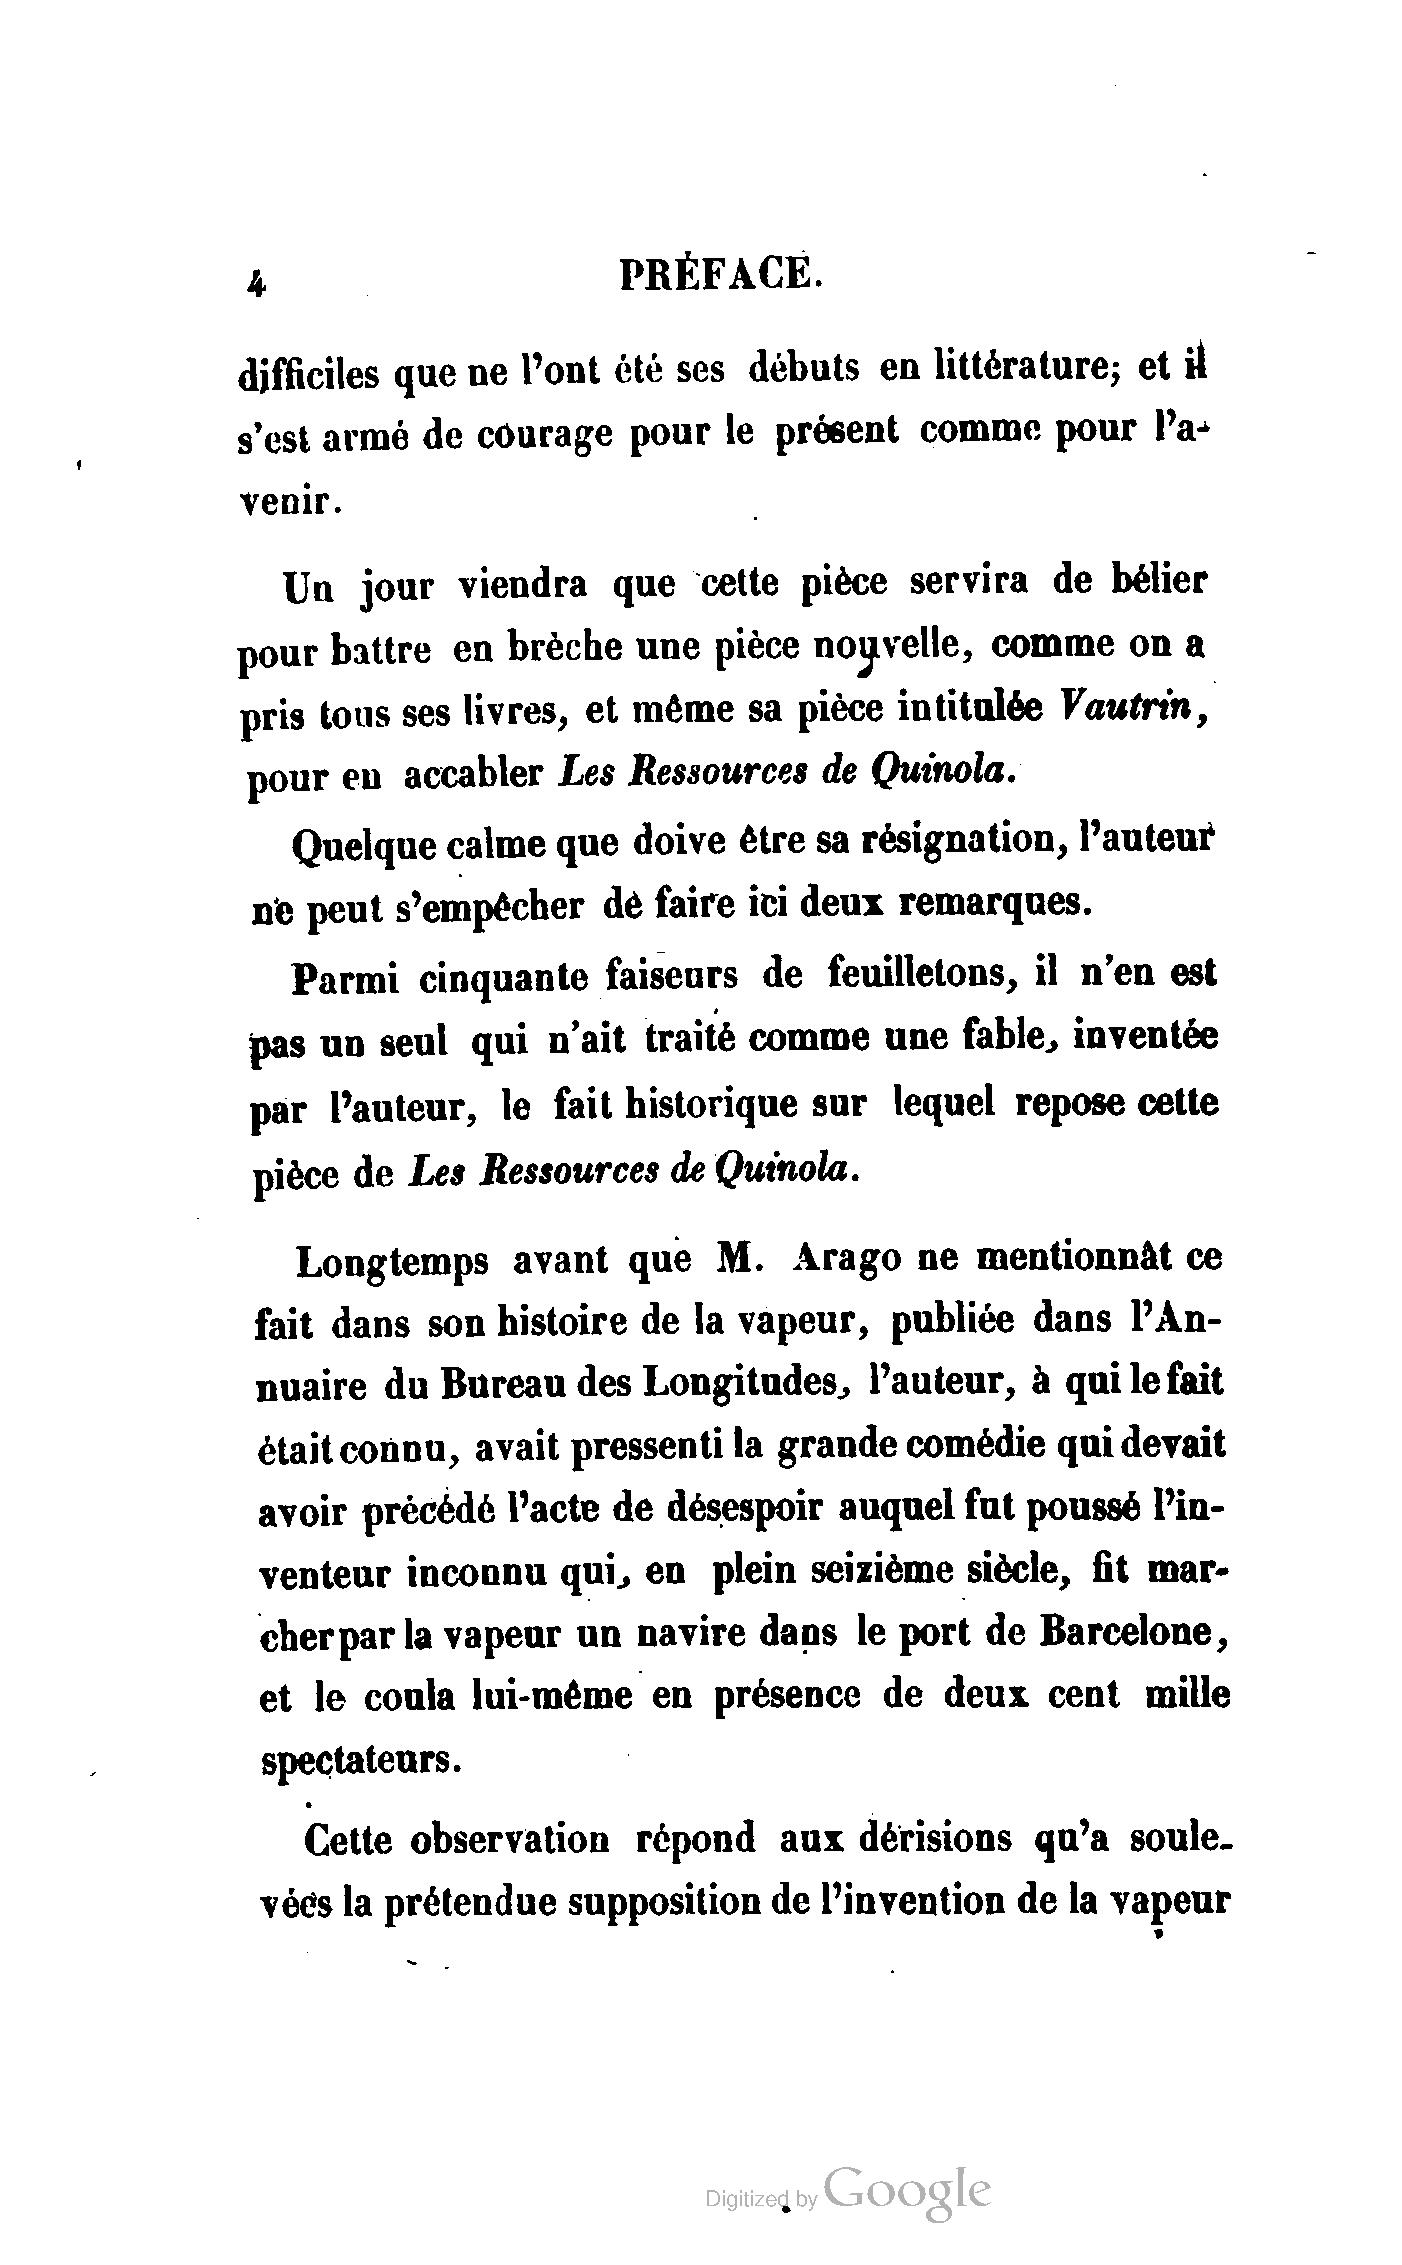 4 PRÉFACE.
difficiles que ne l'ont été ses débuts en littérature; et il
s'est armé de courage pour le présent comme pour l'a-
venir.
Un jour viendra que cette pièce servira de bélier
pour battre en brèche une pièce nouvelle, comme on a
pris tous ses livres, et même sa pièce intitulée Vautrin,
pour en accabler Les Ressources de Quinola.
Quelque calme que doive être sa résignation, l'auteur
ne peut s'empêcher de faire ici deux remarques.
Parmi cinquante faiseurs de feuilletons, il n'en est
pas un seul qui n'ait traité comme une fable, inventée
par l'auteur, le fait historique sur lequel repose cette
pièce de Les Ressources de Quinola.
Longtemps avant que M. Arago ne mentionnât ce
fait dans son histoire de la vapeur, publiée dans l'An-
nuaire du Bureau des Longitudes, l'auteur, à qui le fait
était connu, avait pressenti la grande comédie qui devait
avoir précédé l'acte de désespoir auquel fut poussé l'in-
venteur inconnu qui, en plein seizième siècle, fit mar-
cher par la vapeur un navire dans le port de Barcelone,
et le coula lui-même en présence de deux cent mille
spectateurs.
Cette observation répond aux dérisions qu'a soule-
vées la prétendue supposition de l'invention de la vapeur
Digitized by Google